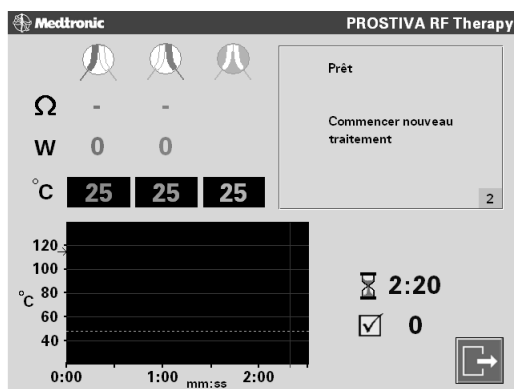 Medtronic PROSTIVA RF Therapy
Prêt
Commencer nouveau
traitement
2
Ω - -
W 0 0
°C 25 25 25
120
100
80
60
40
°C
0:00 1:00 2:00
mm:ss
2:20
0